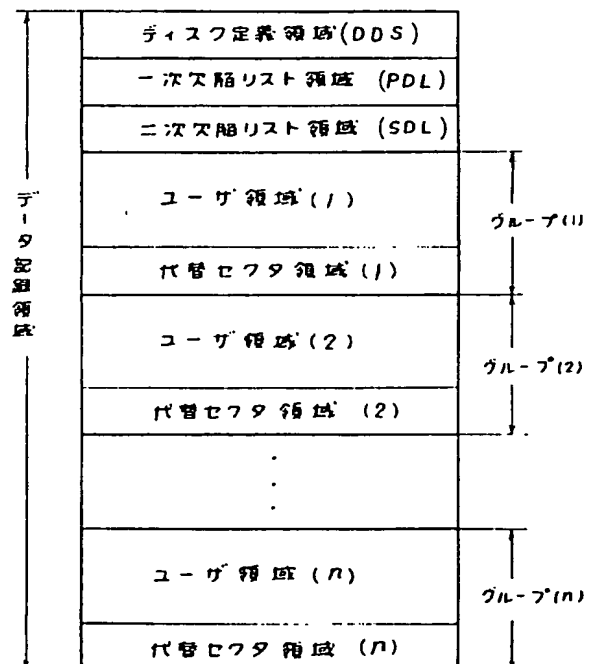 ディスク定義領域(DDS)
一次欠陥リスト領域 (PDL)
二次欠陥リスト領域 (SDL)
ユーザ領域(1)
代替セクタ領域(1)
グループ(1)
ユーザ領域(2)
代替セクタ領域 (2)
グループ(2)
ユーザ領域 (n)
代替セクタ領域 (n)
グループ(n)
データ記録領域